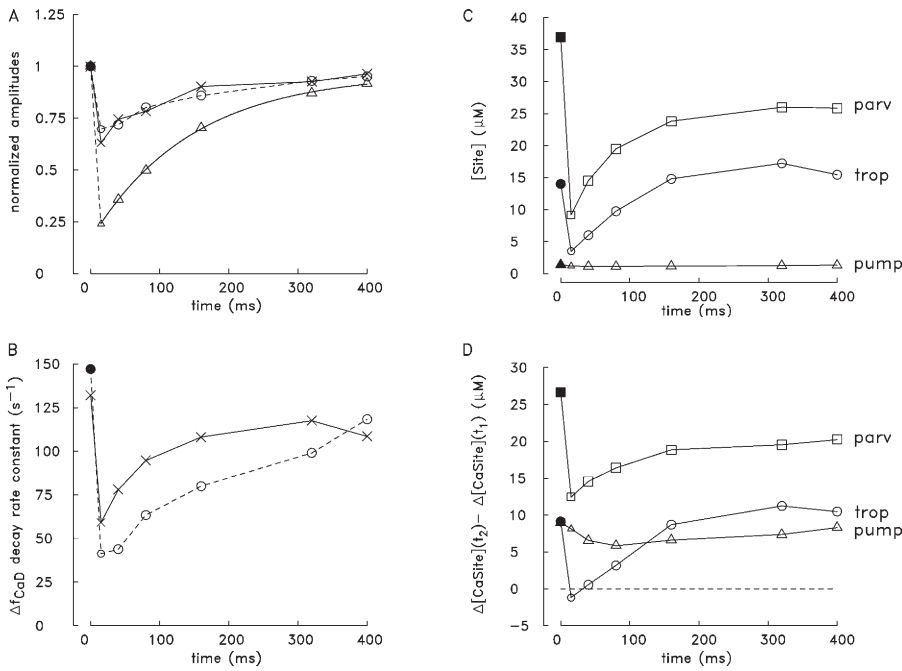 A
1.25
1
0.75
0.5
0.25
0
normalized amplitudes
0
100
200
300
400
time (ms)
B
150
125
100
75
50
25
0
ΔfCaD decay rate constant (s⁻¹)
0
100
200
300
400
time (ms)
C
40
35
30
25
20
15
10
5
0
[Site] (μM)
parv
trop
pump
0
100
200
300
400
time (ms)
D
30
25
20
15
10
5
0
−5
Δ[CaSite](t₂)− Δ[CaSite](t₁) (μM)
parv
trop
pump
0
100
200
300
400
time (ms)